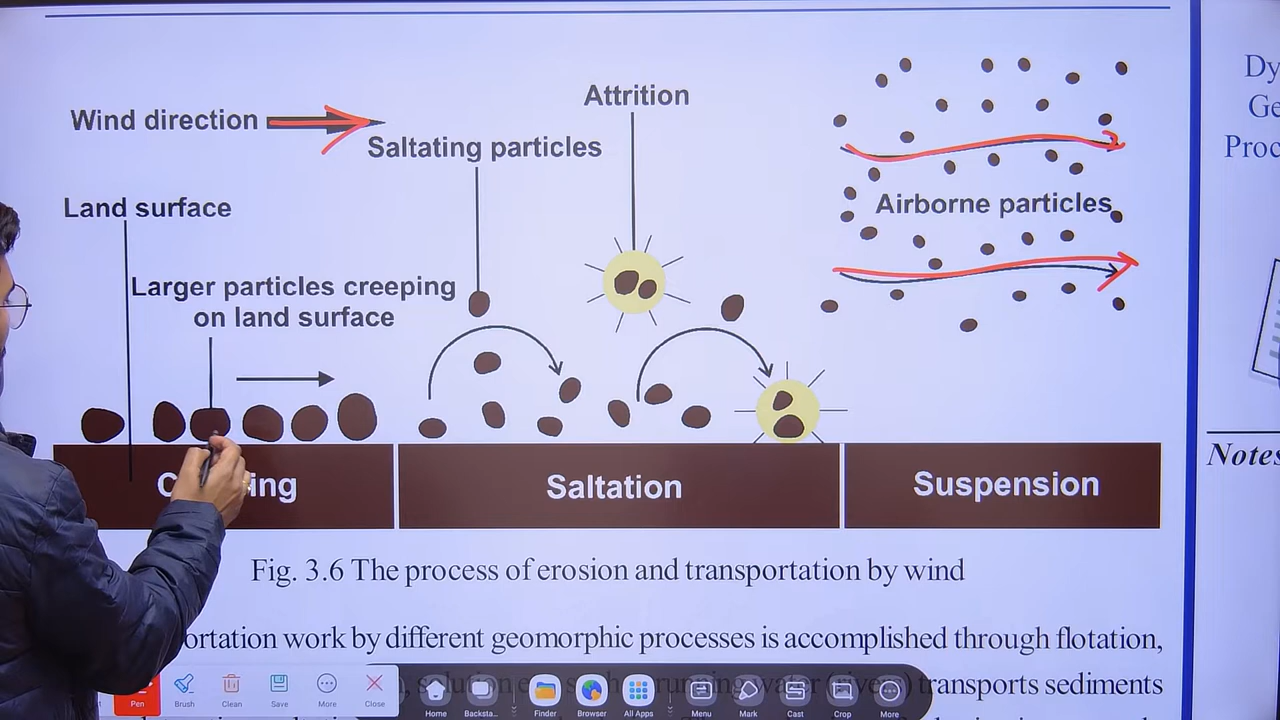 Attrition
Wind direction
Saltating particles
Land surface
Airborne particles
Larger particles creeping
on land surface
Saltation
Suspension
Fig. 3.6 The process of erosion and transportation by wind
ortation work by different geomorphic processes is accomplished through flotation,
transports sediments
Dy
Ge
Proc
Notes
Pen
Brush
Clean
Save
More
Close
Home
Backsta...
Finder
Browser
All Apps
Menu
Mark
Cast
Crop
More